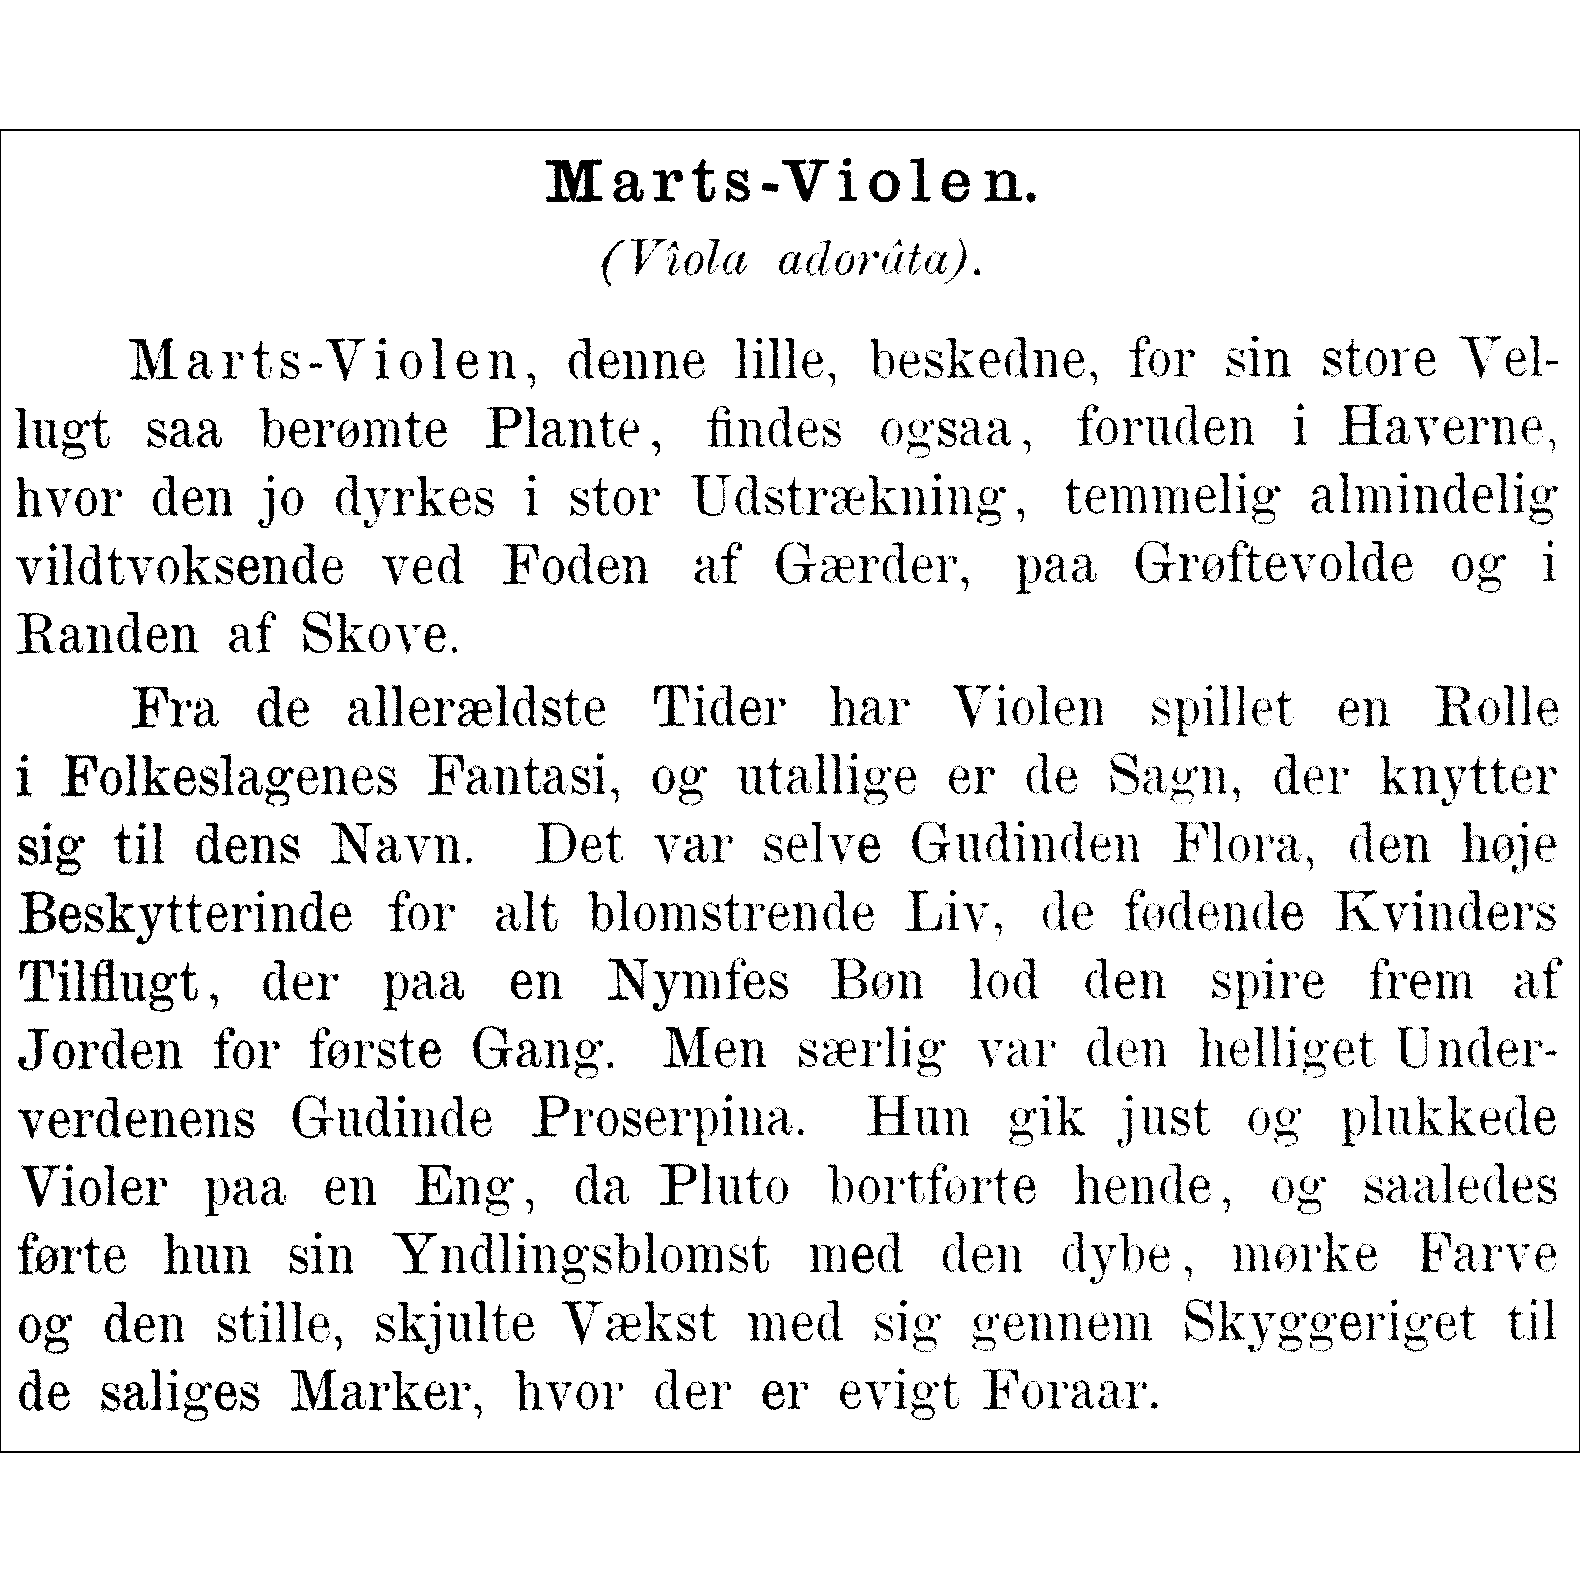 Marts-Violen.
(Vîola adorâta).
Marts-Violen, denne lille, beskedne, for sin store Vel-
lugt saa berømte Plante, findes ogsaa, foruden i Haverne,
hvor den jo dyrkes i stor Udstrækning, temmelig almindelig
vildtvoksende ved Foden af Gærder, paa Grøftevolde og i
Randen af Skove.
Fra de allerældste Tider har Violen spillet en Rolle
i Folkeslagenes Fantasi, og utallige er de Sagn, der knytter
sig til dens Navn. Det var selve Gudinden Flora, den høje
Beskytterinde for alt blomstrende Liv, de fødende Kvinders
Tilflugt, der paa en Nymfes Bøn lod den spire frem af
Jorden for første Gang. Men særlig var den helliget Under-
verdenens Gudinde Proserpina. Hun gik just og plukkede
Violer paa en Eng, da Pluto bortførte hende, og saaledes
førte hun sin Yndlingsblomst med den dybe, mørke Farve
og den stille, skjulte Vækst med sig gennem Skyggeriget til
de saliges Marker, hvor der er evigt Foraar.